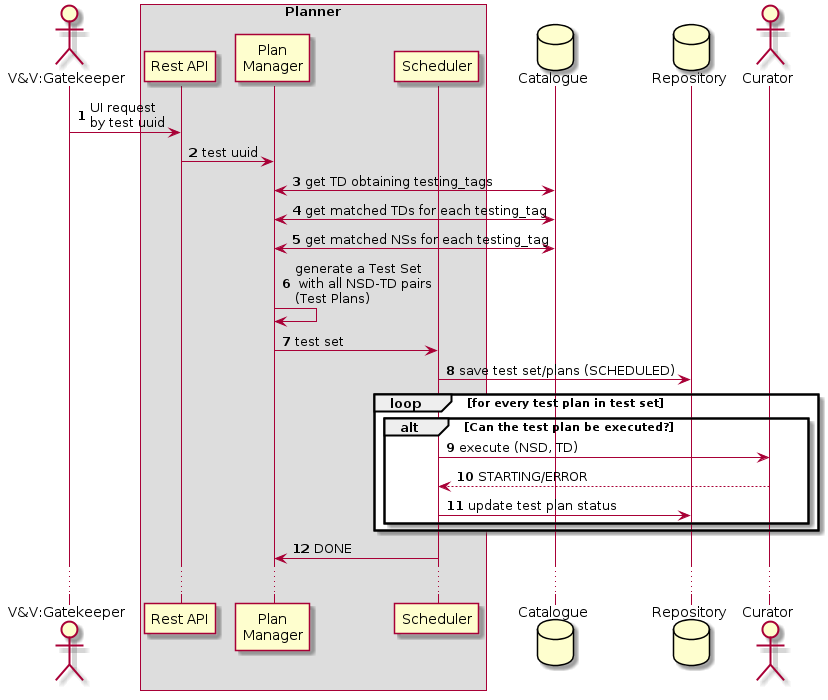 Planner
V&V:Gatekeeper
Rest API
Plan
Manager
Scheduler
Catalogue
Repository
Curator
1 UI request
by test uuid
2 test uuid
3 get TD obtaining testing_tags
4 get matched TDs for each testing_tag
5 get matched NSs for each testing_tag
6 generate a Test Set
with all NSD-TD pairs
(Test Plans)
7 test set
8 save test set/plans (SCHEDULED)
loop [for every test plan in test set]
alt [Can the test plan be executed?]
9 execute (NSD, TD)
10 STARTING/ERROR
11 update test plan status
12 DONE
V&V:Gatekeeper
Rest API
Plan
Manager
Scheduler
Catalogue
Repository
Curator